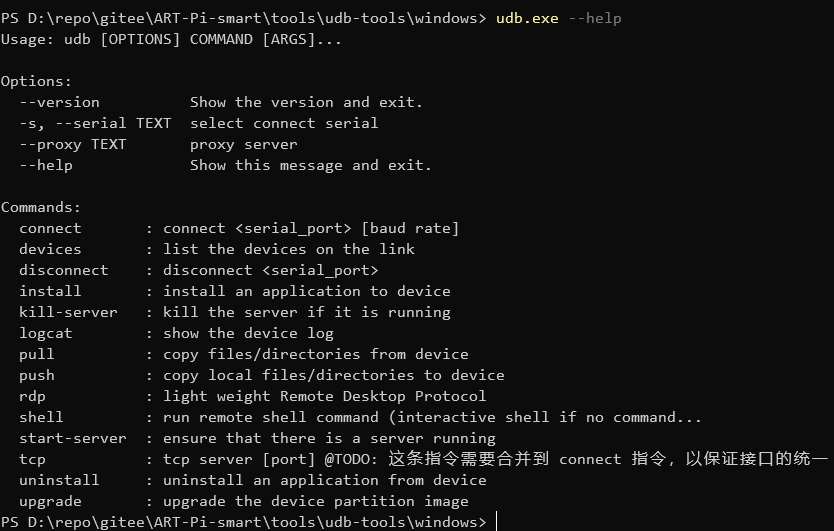 PS D:\repo\gitee\ART-Pi-smart\tools\udb-tools\windows> udb.exe --help
Usage: udb [OPTIONS] COMMAND [ARGS]...
Options:
--version Show the version and exit.
-s, --serial TEXT select connect serial
--proxy TEXT proxy server
--help Show this message and exit.
Commands:
connect : connect <serial_port> [baud rate]
devices : list the devices on the link
disconnect : disconnect <serial_port>
install : install an application to device
kill-server : kill the server if it is running
logcat : show the device log
pull : copy files/directories from device
push : copy local files/directories to device
rdp : light weight Remote Desktop Protocol
shell : run remote shell command (interactive shell if no command...
start-server : ensure that there is a server running
tcp : tcp server [port] @TODO: 这条指令需要合并到 connect 指令，以保证接口的统一
uninstall : uninstall an application from device
upgrade : upgrade the device partition image
PS D:\repo\gitee\ART-Pi-smart\tools\udb-tools\windows>